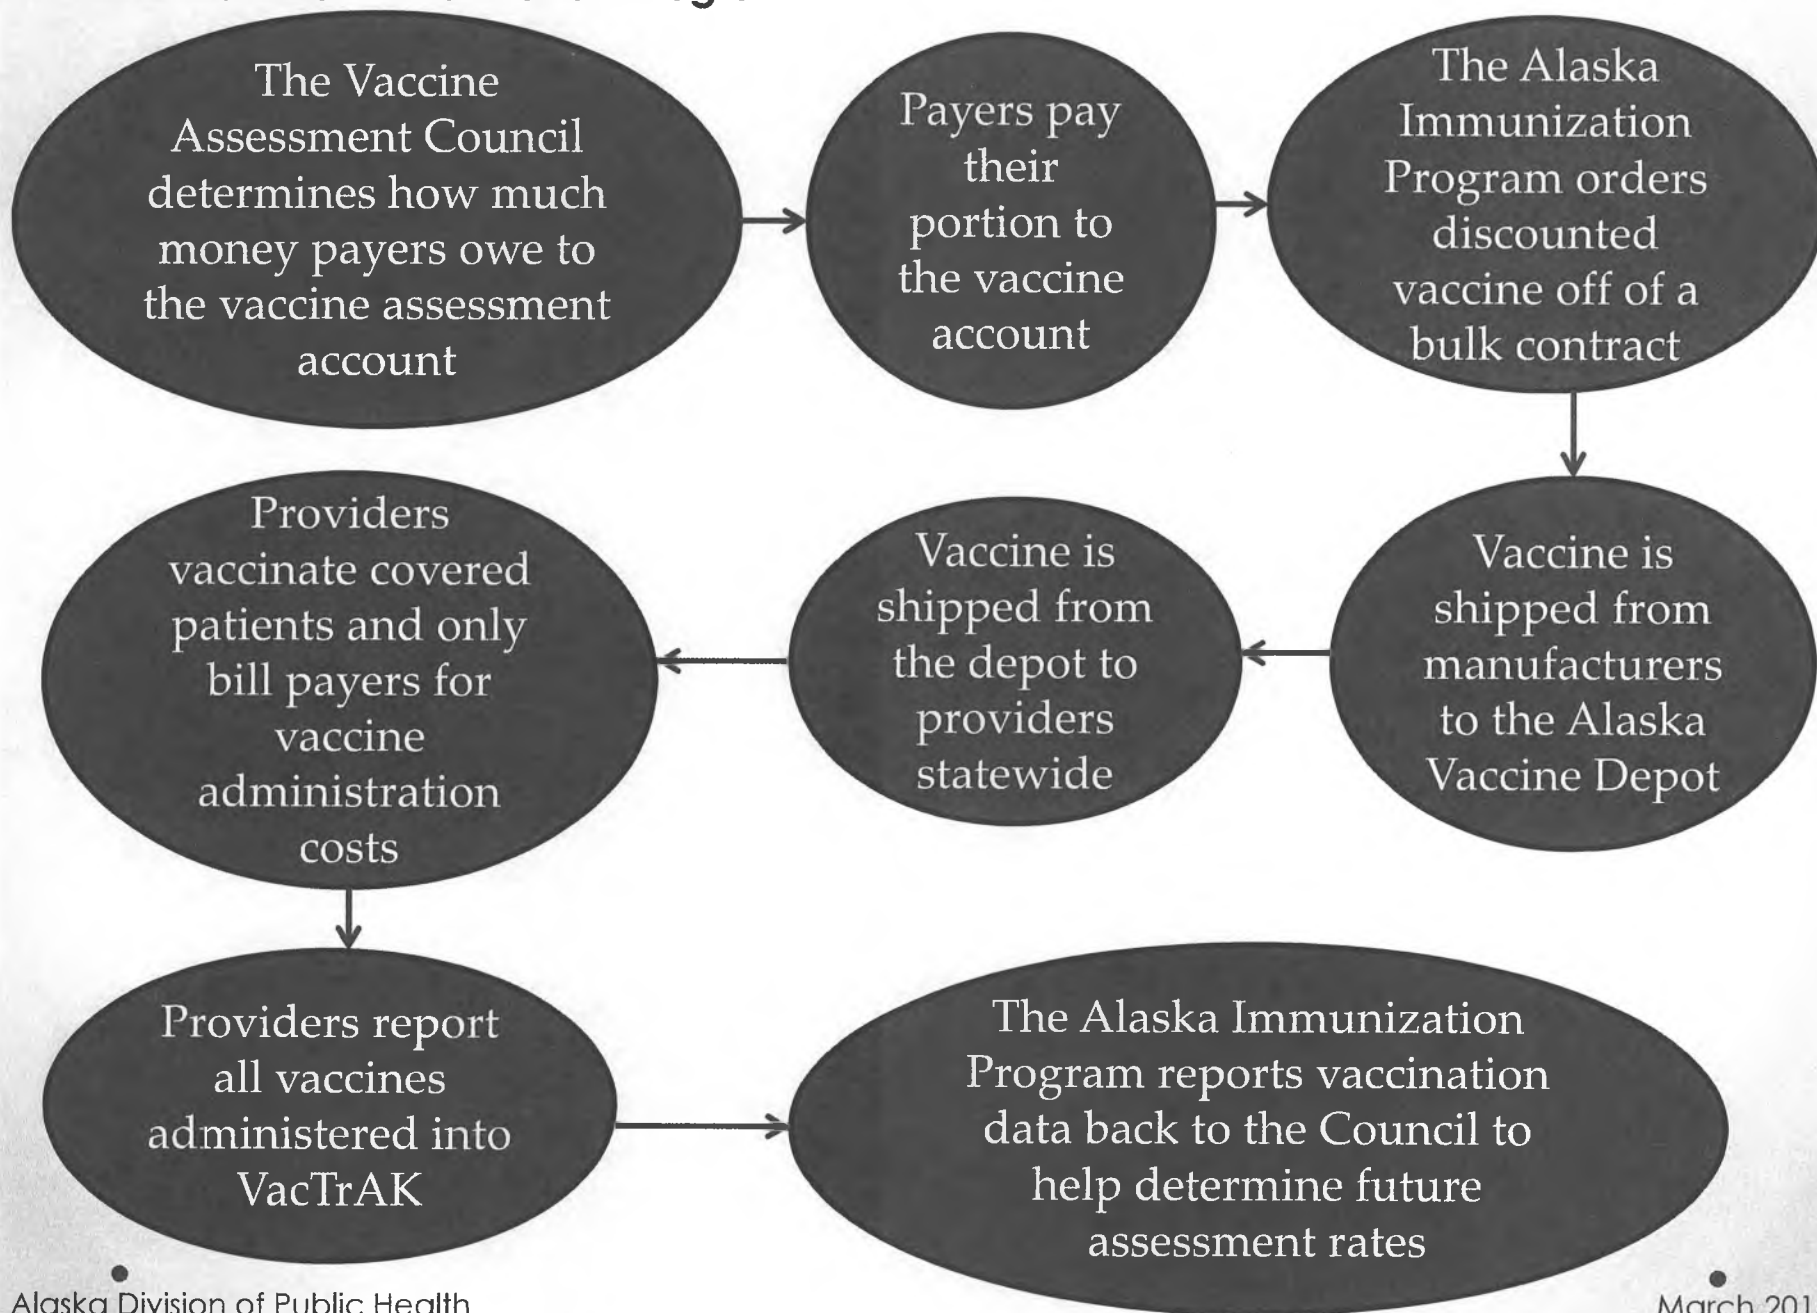 The Vaccine
Assessment Council
determines how much
money payers owe to
the vaccine assessment
account
Payers pay
their
portion to
the vaccine
account
The Alaska
Immunization
Program orders
discounted
vaccine off of a
bulk contract
Vaccine is
shipped from
manufacturers
to the Alaska
Vaccine Depot
Vaccine is
shipped from
the depot to
providers
statewide
Providers
vaccinate covered
patients and only
bill payers for
vaccine
administration
costs
Providers report
all vaccines
administered into
VacTrAK
The Alaska Immunization
Program reports vaccination
data back to the Council to
help determine future
assessment rates
Alaska Division of Public Health
March 201